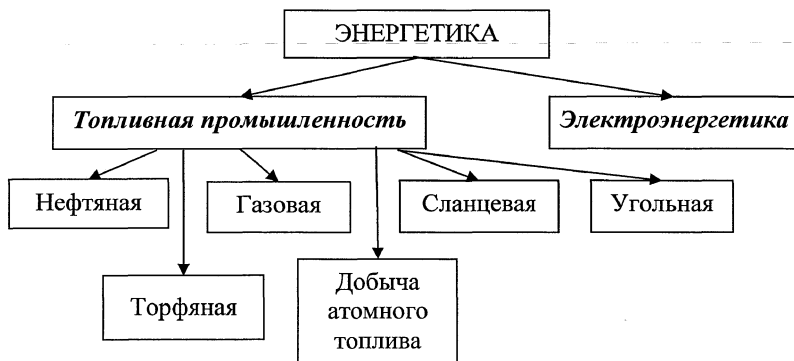 ЭНЕРГЕТИКА
Топливная промышленность
Электроэнергетика
Нефтяная
Газовая
Сланцевая
Угольная
Торфяная
Добыча
атомного
топлива